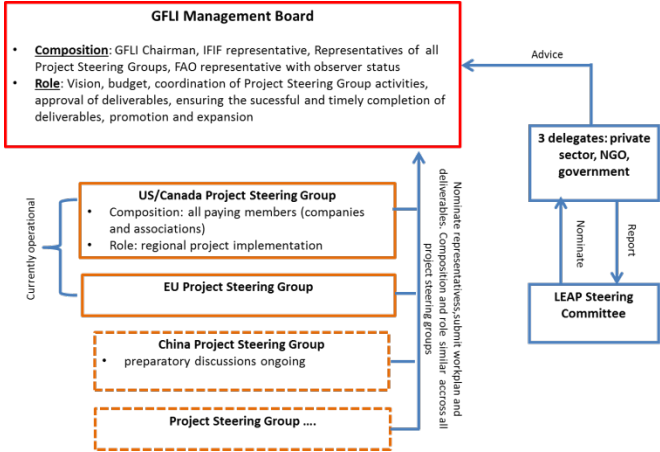 GFLI Management Board
• Composition: GFLI Chairman, IFIF representative, Representatives of all
Project Steering Groups, FAO representative with observer status
• Role: Vision, budget, coordination of Project Steering Group activities,
approval of deliverables, ensuring the sucessful and timely completion of
deliverables, promotion and expansion
Advice
3 delegates: private
sector, NGO,
government
Nominate
Report
LEAP Steering
Committee
Currently operational
US/Canada Project Steering Group
• Composition: all paying members (companies
and associations)
• Role: regional project implementation
EU Project Steering Group
China Project Steering Group
• preparatory discussions ongoing
Project Steering Group ....
Nominate representativess,submit workplan and
deliverables. Composition and role similar accross all
project steering groups